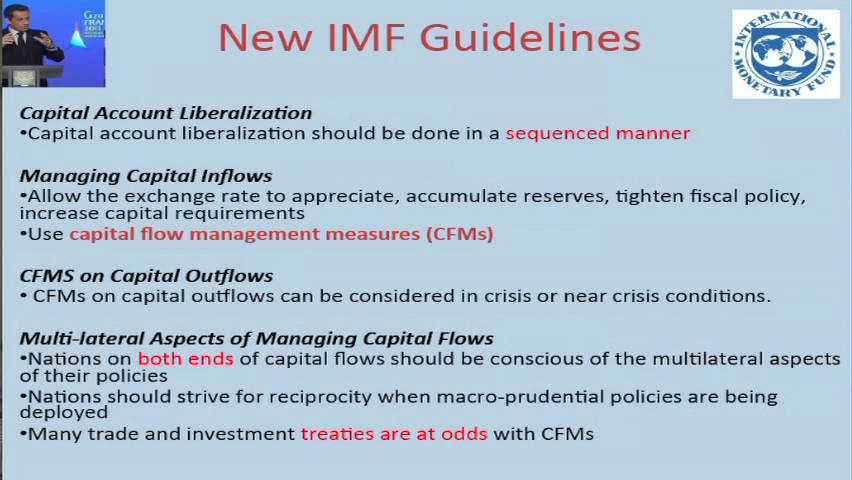 G20
FRANCE
2011
New IMF Guidelines
INTERNATIONAL
MONETARY FUND
Capital Account Liberalization
•Capital account liberalization should be done in a sequenced manner
Managing Capital Inflows
•Allow the exchange rate to appreciate, accumulate reserves, tighten fiscal policy,
increase capital requirements
•Use capital flow management measures (CFMs)
CFMS on Capital Outflows
• CFMs on capital outflows can be considered in crisis or near crisis conditions.
Multi-lateral Aspects of Managing Capital Flows
•Nations on both ends of capital flows should be conscious of the multilateral aspects
of their policies
•Nations should strive for reciprocity when macro-prudential policies are being
deployed
•Many trade and investment treaties are at odds with CFMs